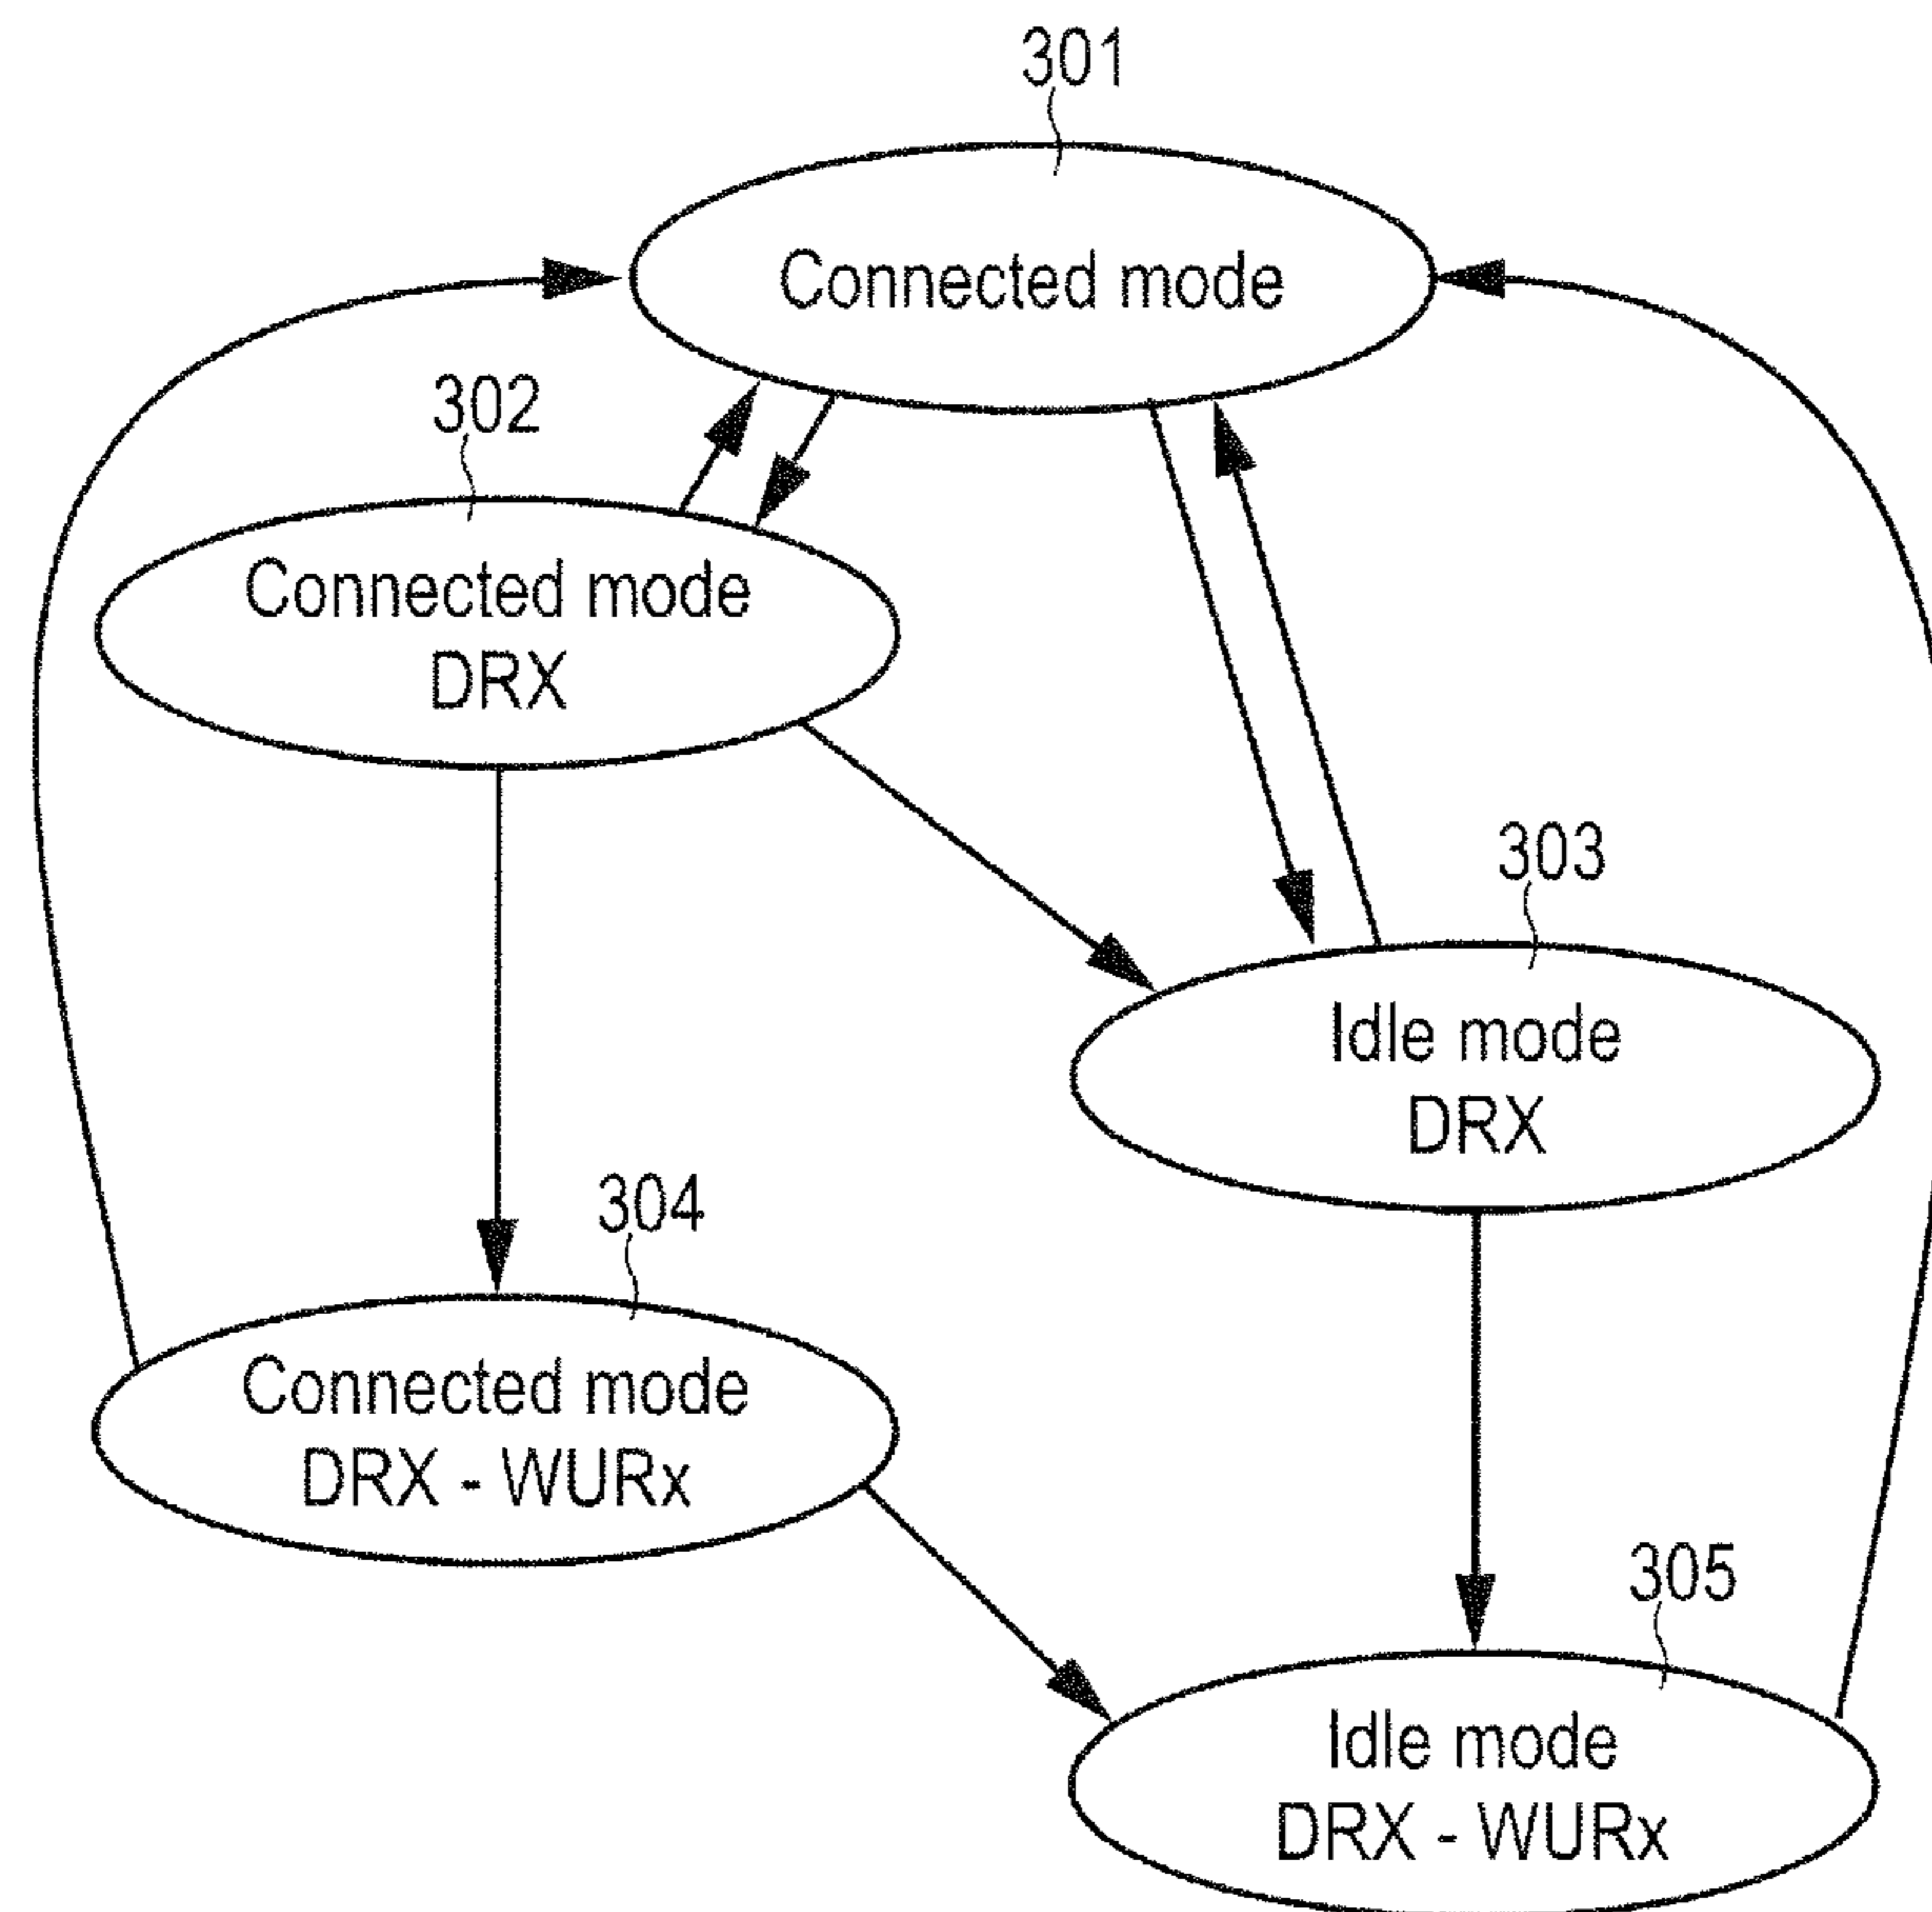 301
Connected mode
302
Connected mode
DRX
303
Idle mode
DRX
304
Connected mode
DRX - WURx
305
Idle mode
DRX - WURx